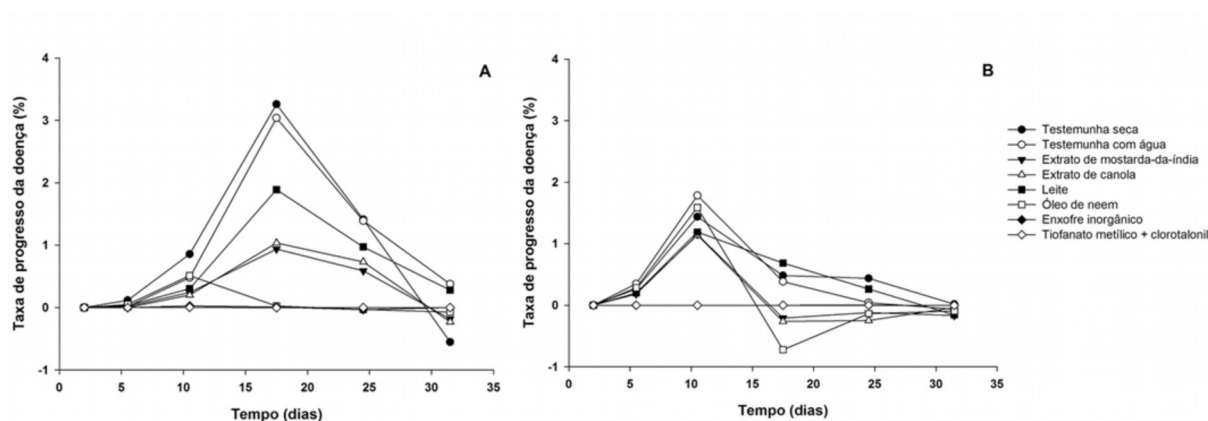 A
Taxa de progresso da doença (%)
4
3
2
1
0
-1
0 5 10 15 20 25 30 35
Tempo (dias)
B
Taxa de progresso da doença (%)
4
3
2
1
0
-1
0 5 10 15 20 25 30 35
Tempo (dias)
Testemunha seca
Testemunha com água
Extrato de mostarda-da-índia
Extrato de canola
Leite
Óleo de neem
Enxofre inorgânico
Tiofanato metílico + clorotalonil